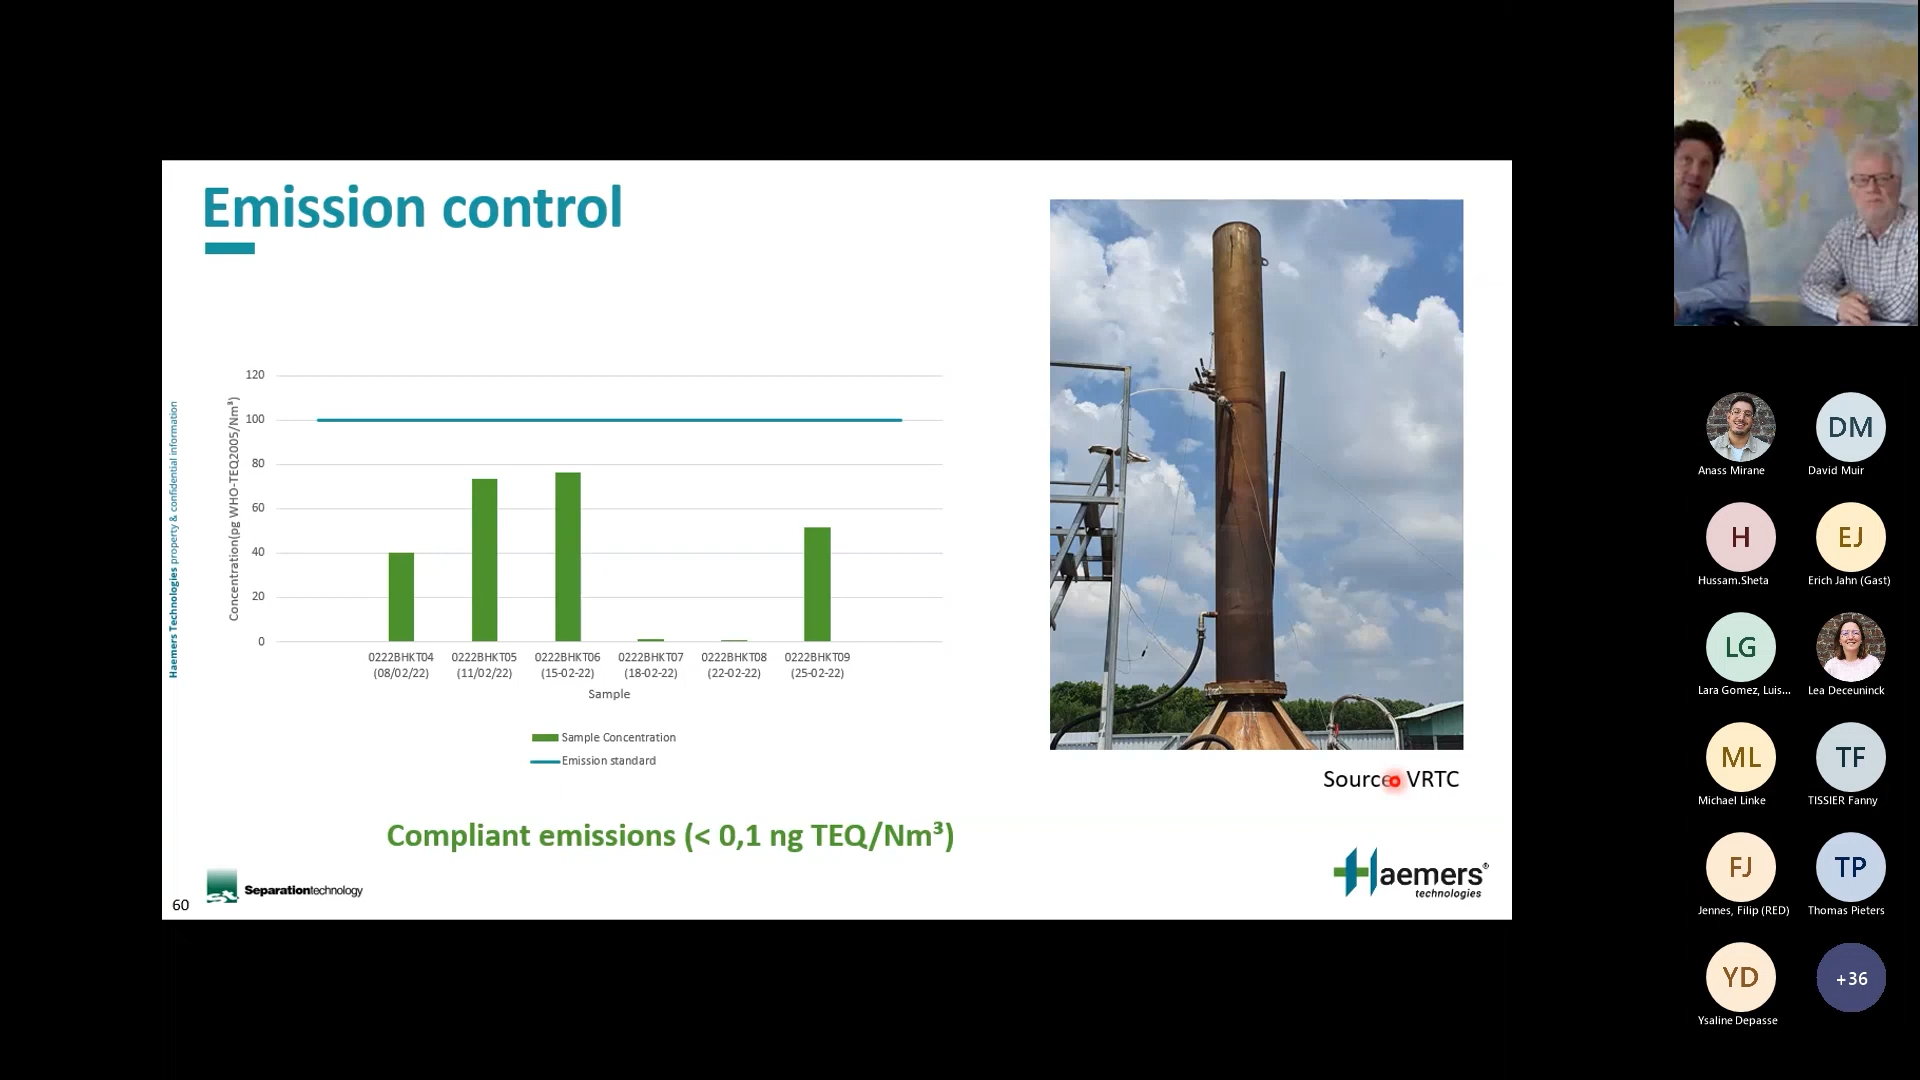 Emission control
Haemers Technologies property & confidential information
Concentration(pg WHO-TEQ2005/Nm³)
120
100
80
60
40
20
0
0222BHKT04 (08/02/22)
0222BHKT05 (11/02/22)
0222BHKT06 (15-02-22)
0222BHKT07 (18-02-22)
0222BHKT08 (22-02-22)
0222BHKT09 (25-02-22)
Sample
Sample Concentration
Emission standard
Compliant emissions (< 0,1 ng TEQ/Nm³)
Source: VRTC
60
Separationtechnology
Haemers®
technologies
Anass Mirane
DM
David Muir
H
Hussam.Sheta
EJ
Erich Jahn (Gast)
LG
Lara Gomez, Luis...
Lea Deceuninck
ML
Michael Linke
TF
TISSIER Fanny
FJ
Jennes, Filip (RED)
TP
Thomas Pieters
YD
Ysaline Depasse
+36